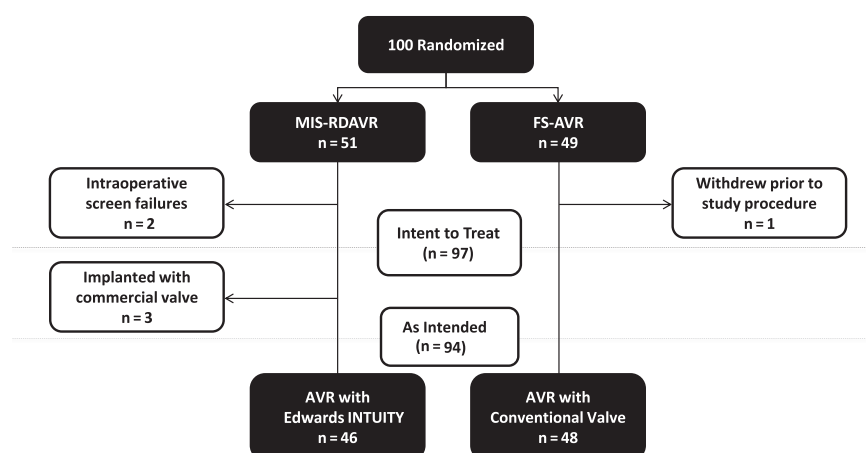 100 Randomized
MIS-RDAVR
n = 51
FS-AVR
n = 49
Intraoperative
screen failures
n = 2
Withdrew prior to
study procedure
n = 1
Intent to Treat
(n = 97)
Implanted with
commercial valve
n = 3
As Intended
(n = 94)
AVR with
Edwards INTUITY
n = 46
AVR with
Conventional Valve
n = 48